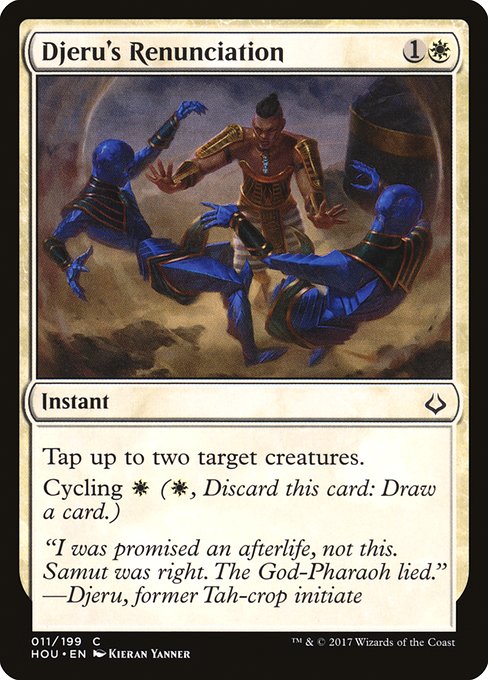 Djeru's Renunciation 1
Instant
Tap up to two target creatures.
Cycling (, Discard this card: Draw
a card.)
“I was promised an afterlife, not this.
Samut was right. The God-Pharaoh lied.”
—Djeru, former Tah-crop initiate
011/199 C
HOU • EN Kieran Yanner
™ & © 2017 Wizards of the Coast